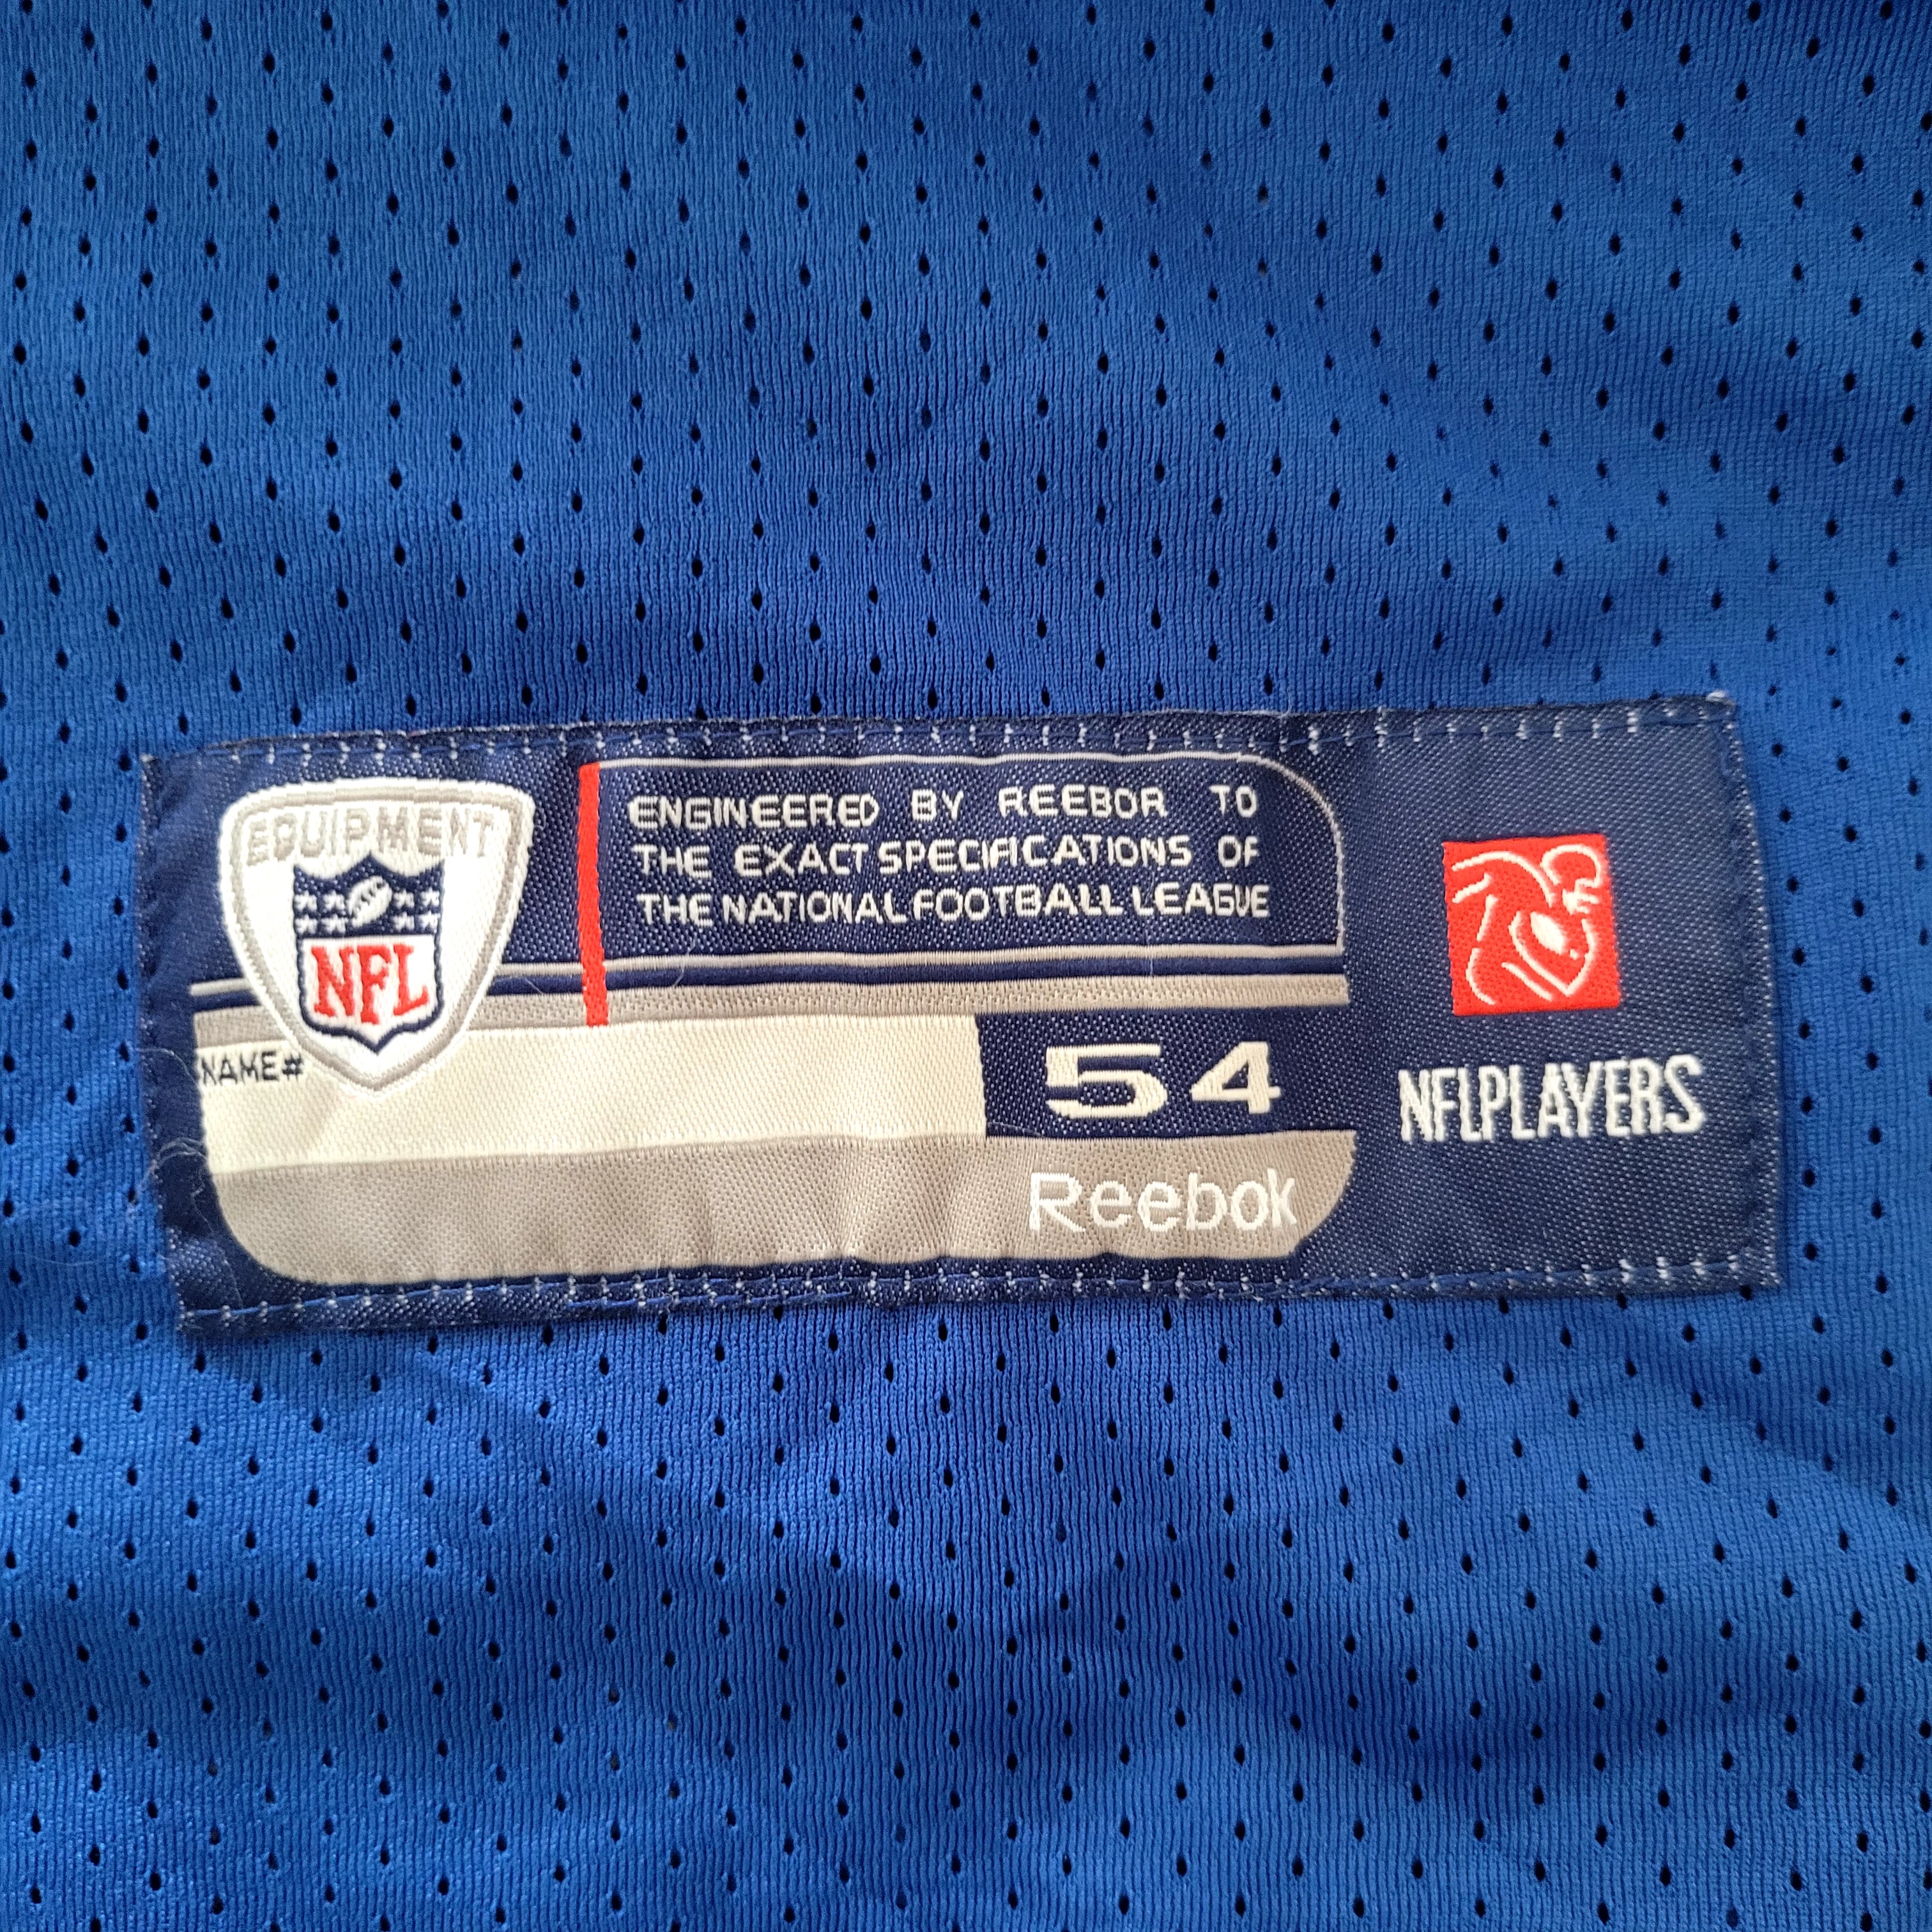 EQUIPMENT
NFL
ENGINEERED BY REEBOR TO
THE EXACT SPECIFICATIONS OF
THE NATIONAL FOOTBALL LEAGUE
NAME#
54
Reebok
NFLPLAYERS